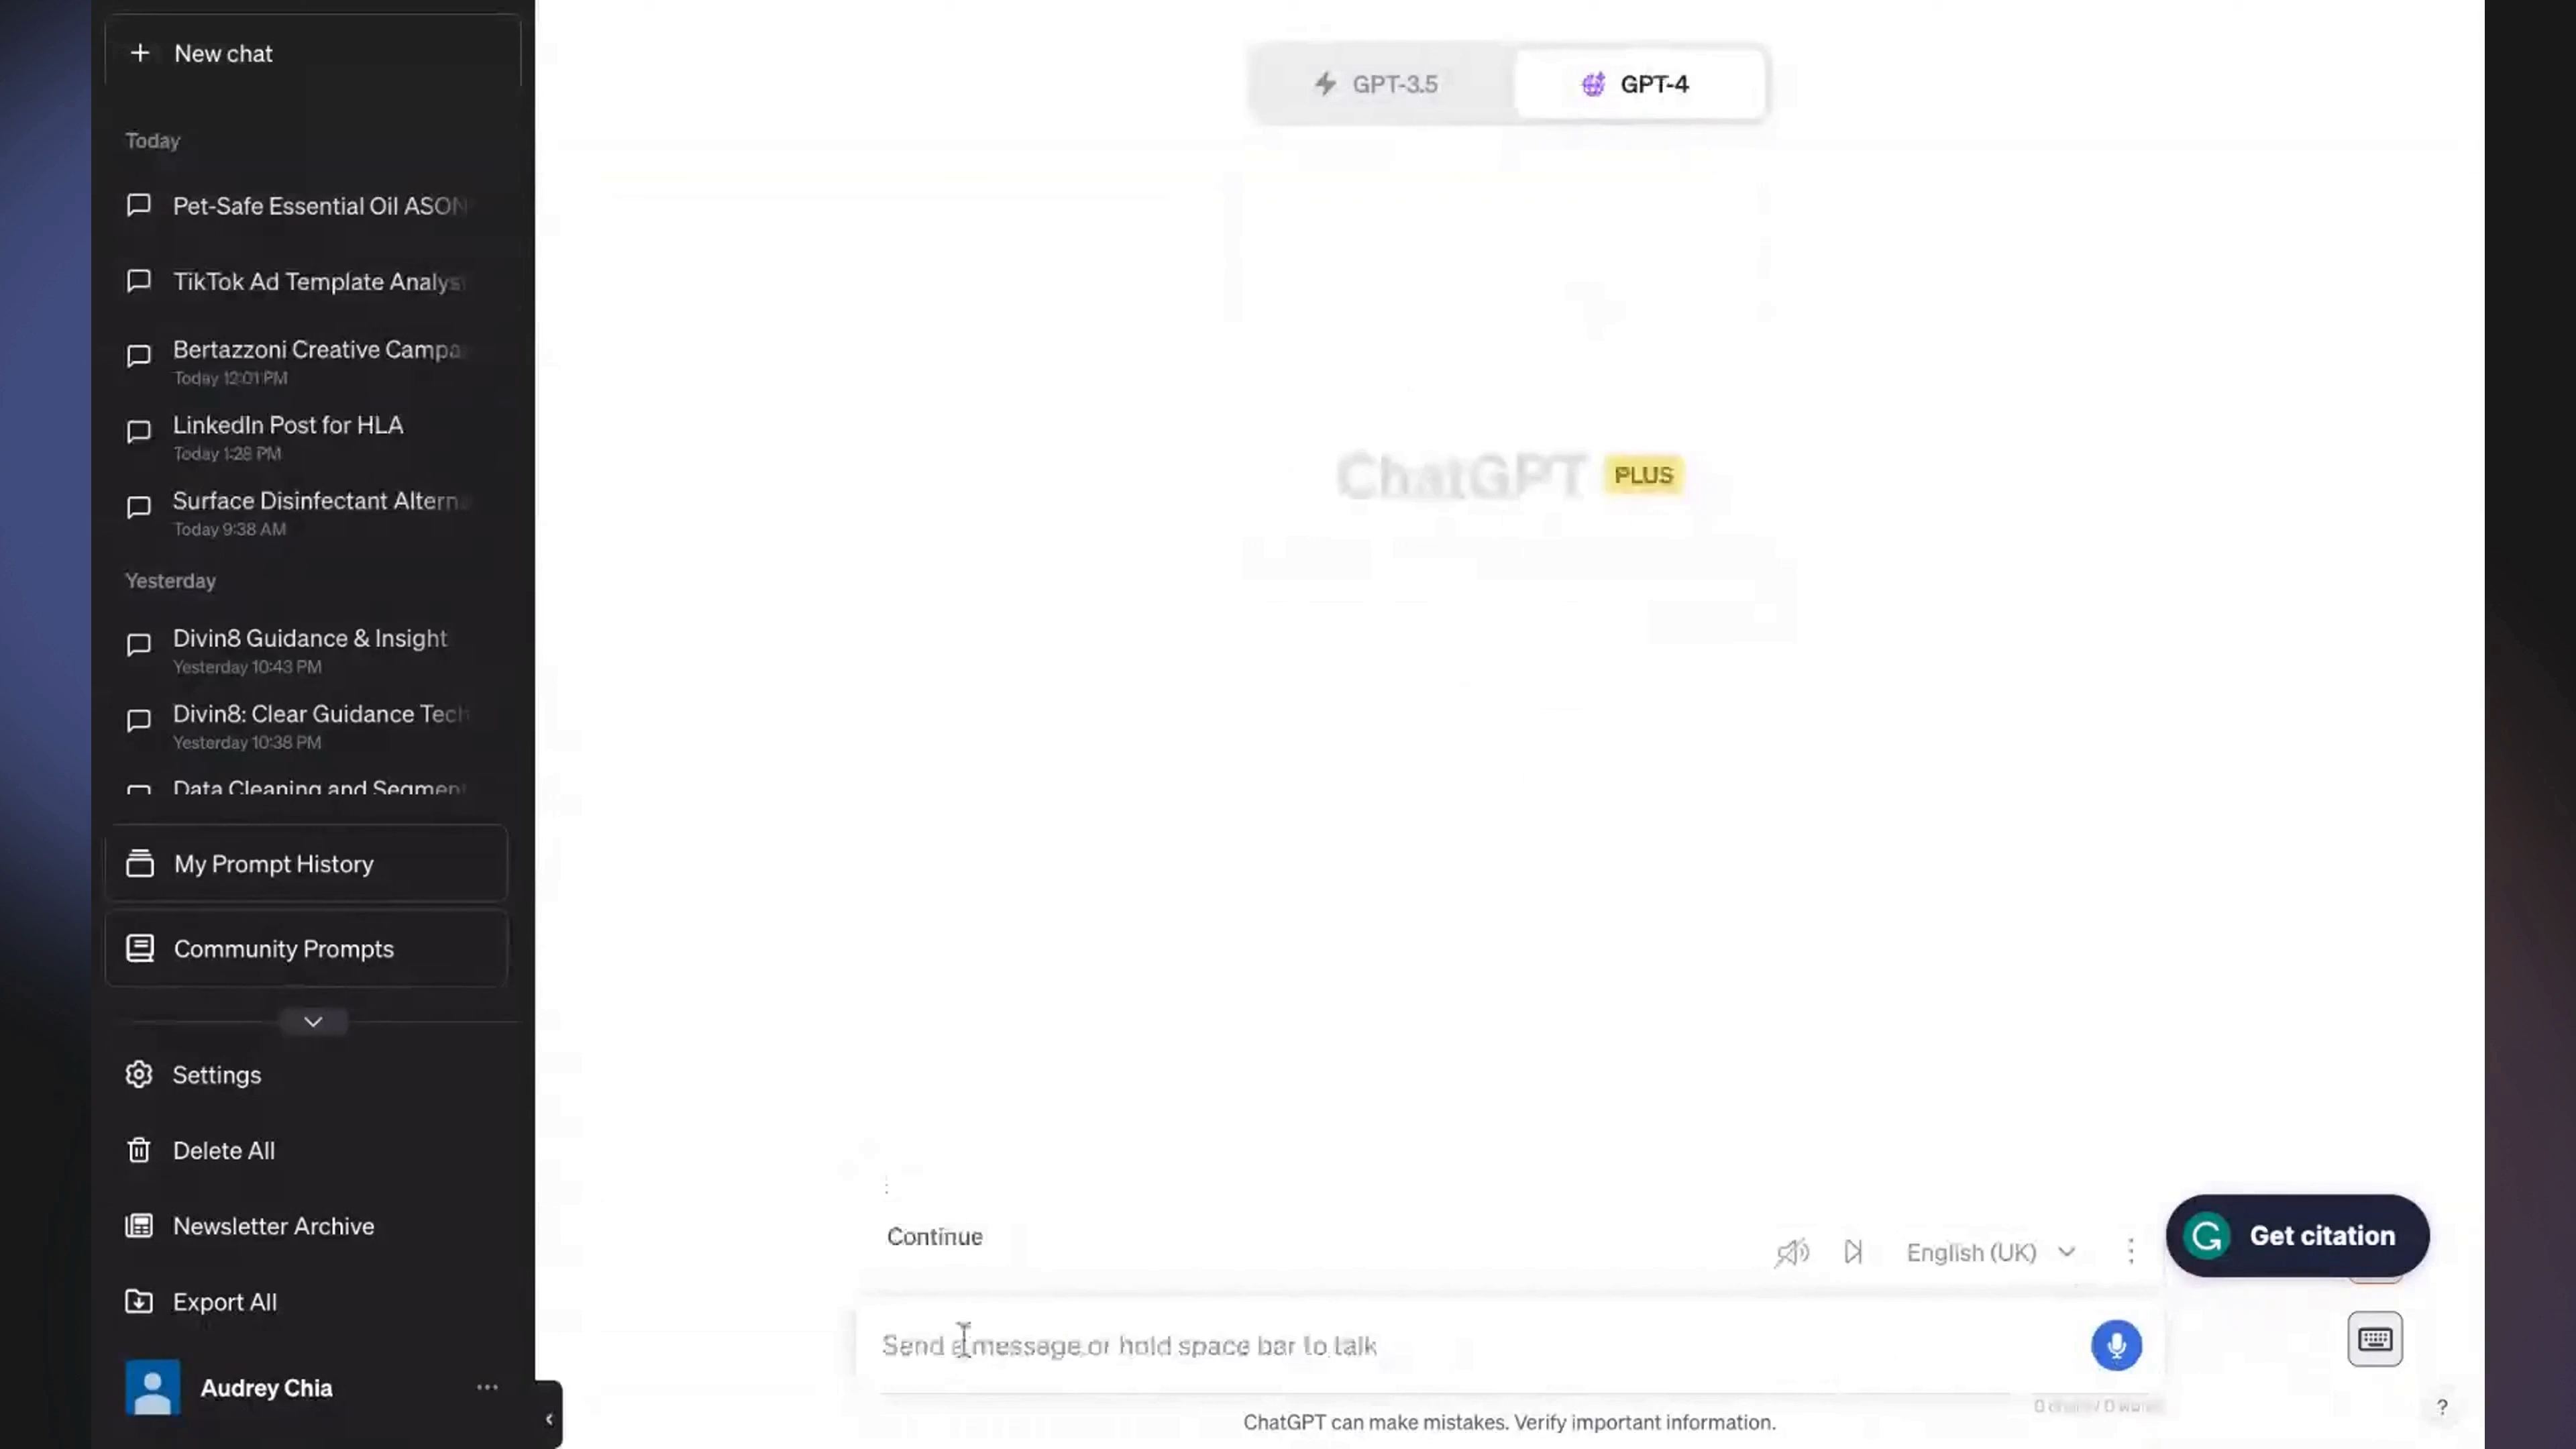 New chat
Today
Pet-Safe Essential Oil ASON
TikTok Ad Template Analys
Bertazzoni Creative Campa
Today 12:01 PM
LinkedIn Post for HLA
Today 1:28 PM
Surface Disinfectant Altern
Today 9:38 AM
Yesterday
Divin8 Guidance & Insight
Yesterday 10:43 PM
Divin8: Clear Guidance Tech
Yesterday 10:38 PM
Data Cleaning and Segment
My Prompt History
Community Prompts
Settings
Delete All
Newsletter Archive
Export All
Audrey Chia
GPT-3.5
GPT-4
ChatGPT PLUS
Continue
English (UK)
Get citation
Send a message or hold space bar to talk
ChatGPT can make mistakes. Verify important information.
?